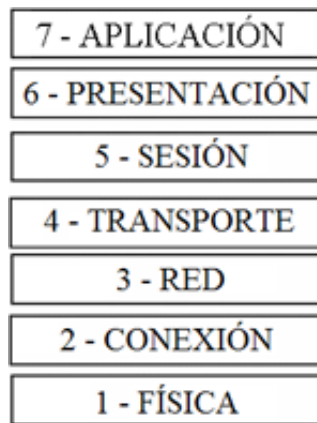 7 - APLICACIÓN
6 - PRESENTACIÓN
5 - SESIÓN
4 - TRANSPORTE
3 - RED
2 - CONEXIÓN
1 - FÍSICA